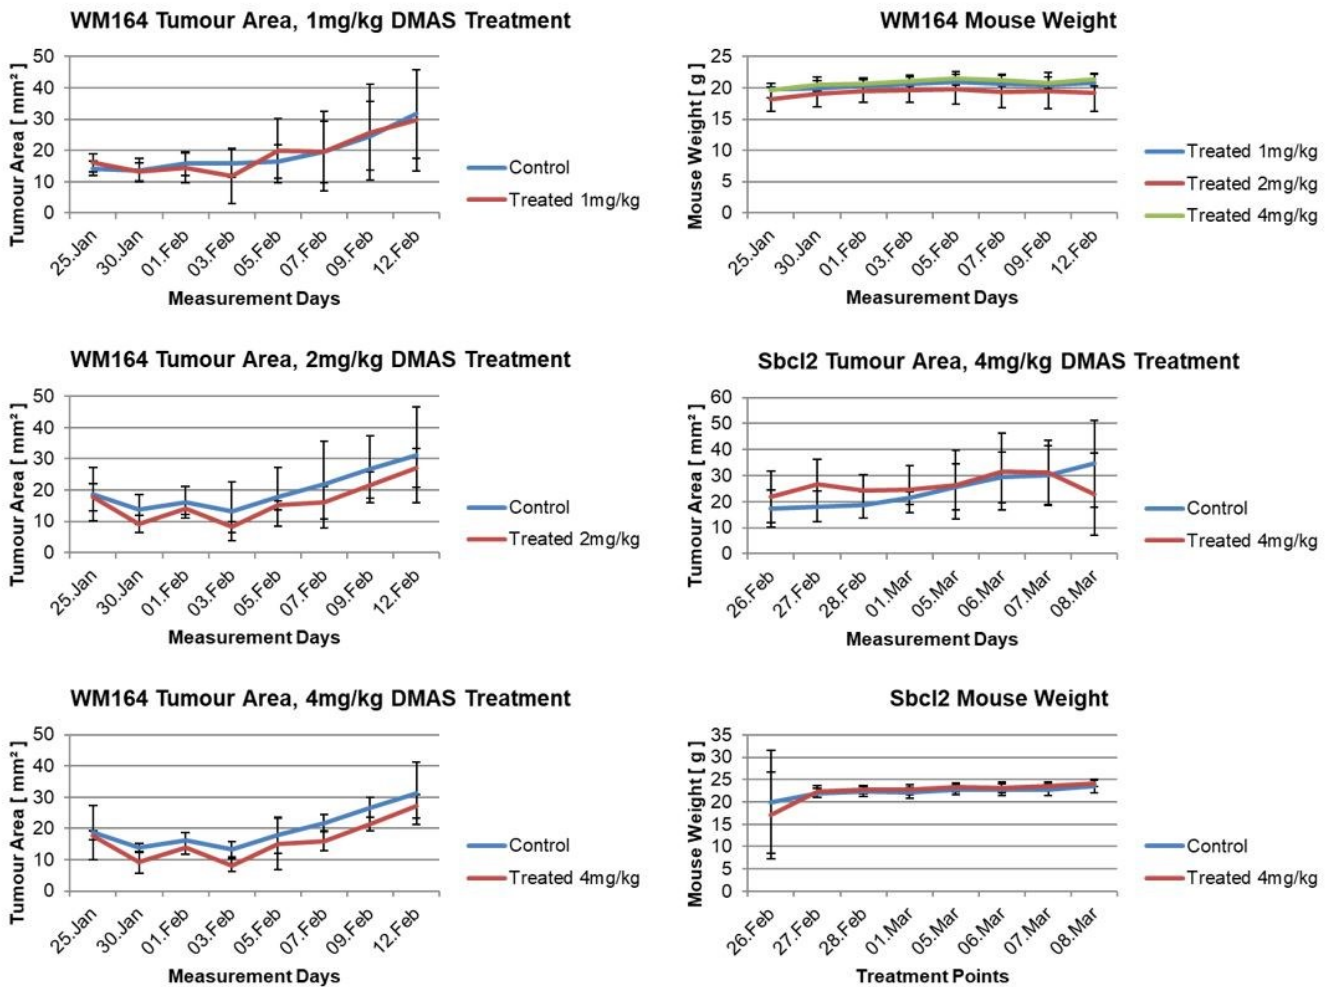 WM164 Tumour Area, 1mg/kg DMAS Treatment
Tumour Area [ mm² ]
50
40
30
20
10
0
25.Jan 30.Jan 01.Feb 03.Feb 05.Feb 07.Feb 09.Feb 12.Feb
Measurement Days
Control
Treated 1mg/kg
WM164 Mouse Weight
Mouse Weight [ g ]
25
20
15
10
5
0
25.Jan 30.Jan 01.Feb 03.Feb 05.Feb 07.Feb 09.Feb 12.Feb
Measurement Days
Treated 1mg/kg
Treated 2mg/kg
Treated 4mg/kg
WM164 Tumour Area, 2mg/kg DMAS Treatment
Tumour Area [ mm² ]
50
40
30
20
10
0
25.Jan 30.Jan 01.Feb 03.Feb 05.Feb 07.Feb 09.Feb 12.Feb
Measurement Days
Control
Treated 2mg/kg
Sbcl2 Tumour Area, 4mg/kg DMAS Treatment
Tumour Area [ mm² ]
60
50
40
30
20
10
0
26.Feb 27.Feb 28.Feb 01.Mar 05.Mar 06.Mar 07.Mar 08.Mar
Measurement Days
Control
Treated 4mg/kg
WM164 Tumour Area, 4mg/kg DMAS Treatment
Tumour Area [ mm² ]
50
40
30
20
10
0
25.Jan 30.Jan 01.Feb 03.Feb 05.Feb 07.Feb 09.Feb 12.Feb
Measurement Days
Control
Treated 4mg/kg
Sbcl2 Mouse Weight
Mouse Weight [ g ]
35
30
25
20
15
10
5
0
26.Feb 27.Feb 28.Feb 01.Mar 05.Mar 06.Mar 07.Mar 08.Mar
Treatment Points
Control
Treated 4mg/kg